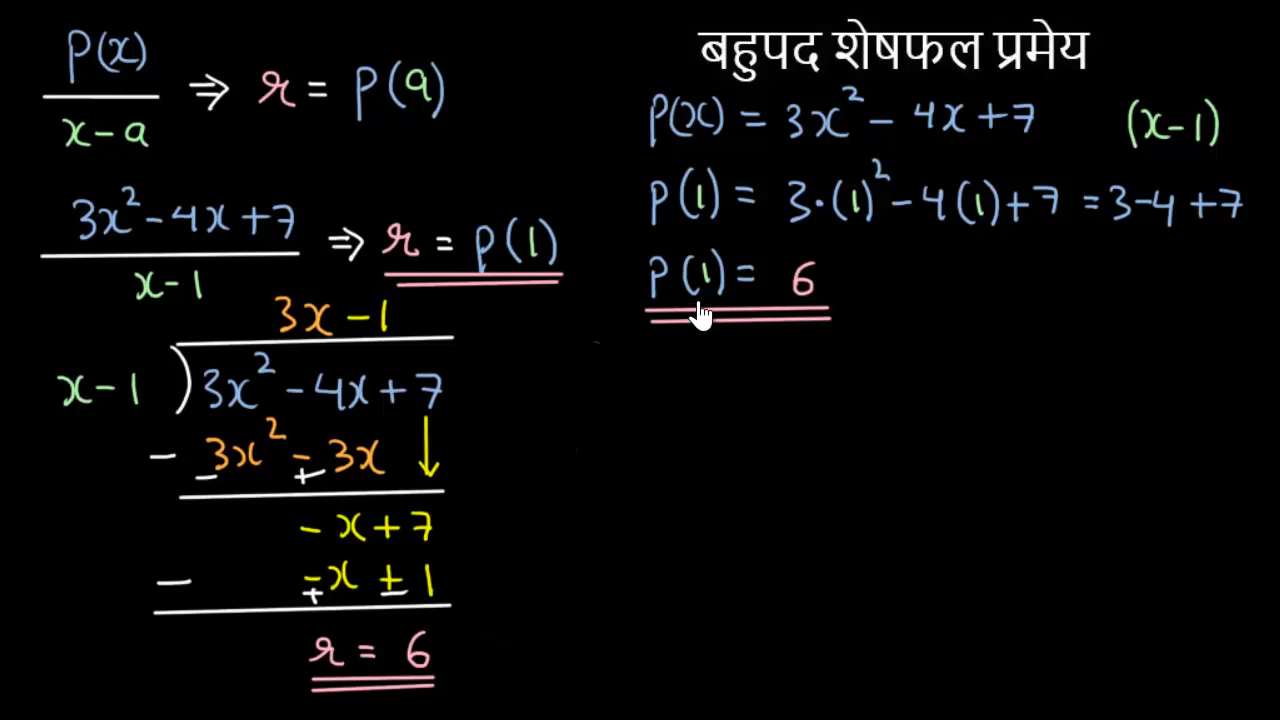 बहुपद शेषफल प्रमेय
P(x)
x-a
⇒ r = P(a)
3x² - 4x + 7
x-1
⇒ r = P(1)
3x - 1
x-1 ) 3x² - 4x + 7
- 3x² - 3x
- +
- x + 7
- -x + 1
+ -
r = 6
P(x) = 3x² - 4x + 7 (x-1)
P(1) = 3·(1)² - 4(1) + 7 = 3-4+7
P(1) = 6